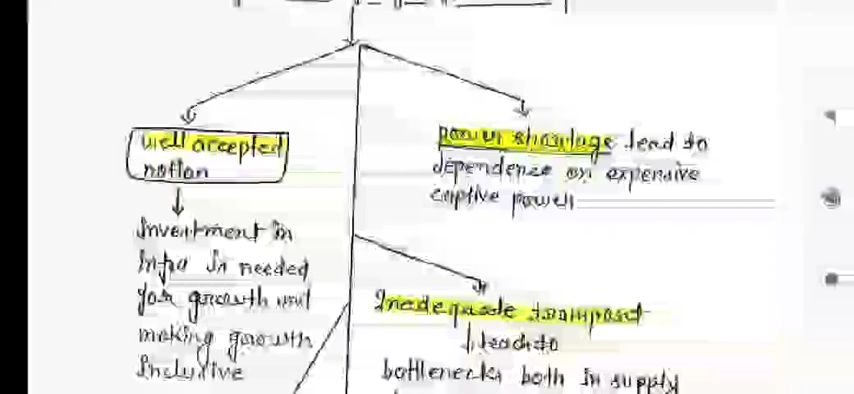 well accepted
notion
Investment in
Infra is needed
for growth and
making growth
Inclusive
power shortage lead to
dependence on expensive
captive power
Inadequate transport
lead to
bottlenecks both in supply